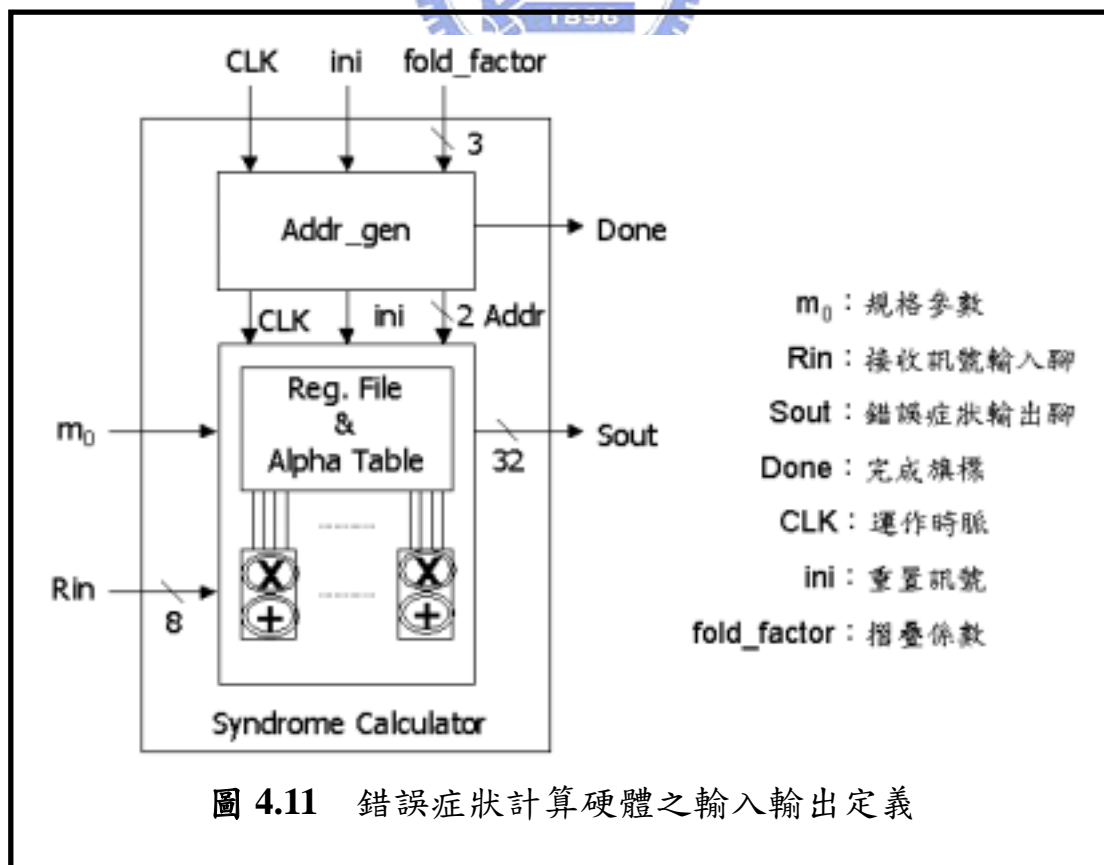 1896
CLK ini fold_factor
3
Addr_gen
Done
CLK ini 2 Addr
Reg. File
&
Alpha Table
m₀
32
Sout
X X
Rin
8
+ +
Syndrome Calculator
m₀：規格參數
Rin：接收訊號輸入聊
Sout：錯誤症狀輸出聊
Done：完成旗標
CLK：運作時脈
ini：重置訊號
fold_factor：摺疊係數
圖 4.11 錯誤症狀計算硬體之輸入輸出定義